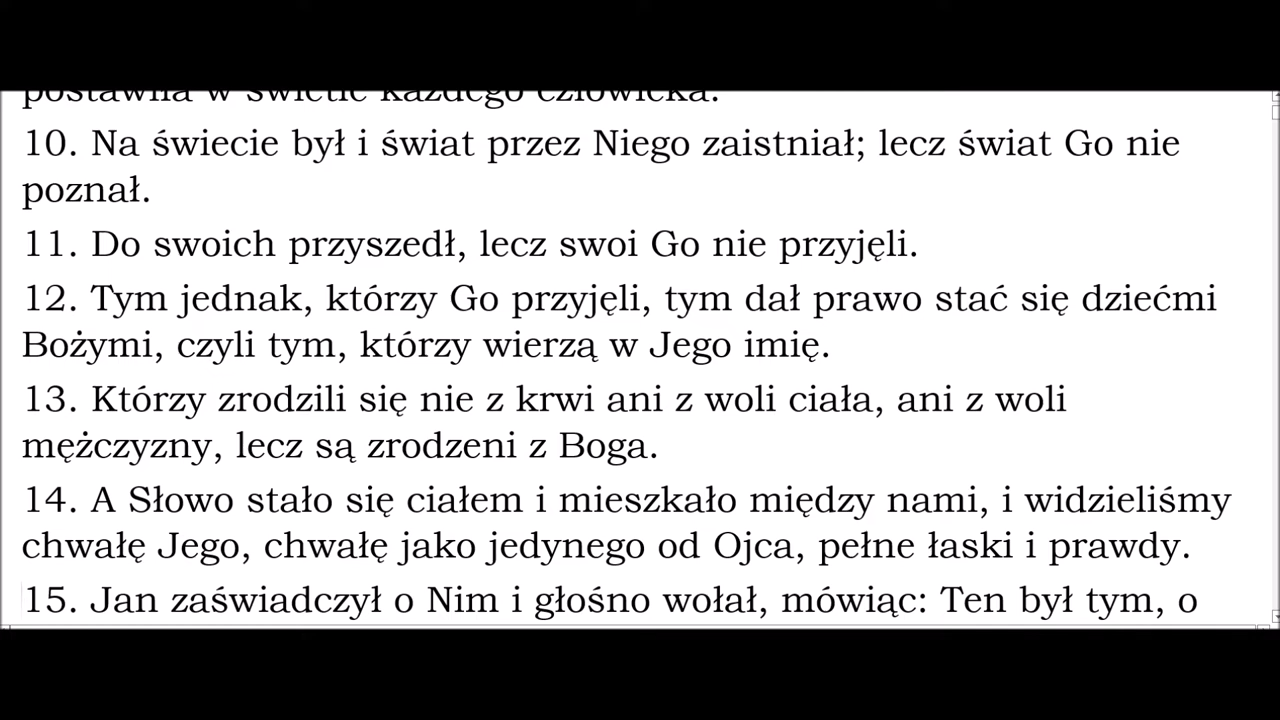 postawiła w świetle każdego człowieka.
10. Na świecie był i świat przez Niego zaistniał; lecz świat Go nie
poznał.
11. Do swoich przyszedł, lecz swoi Go nie przyjęli.
12. Tym jednak, którzy Go przyjęli, tym dał prawo stać się dziećmi
Bożymi, czyli tym, którzy wierzą w Jego imię.
13. Którzy zrodzili się nie z krwi ani z woli ciała, ani z woli
mężczyzny, lecz są zrodzeni z Boga.
14. A Słowo stało się ciałem i mieszkało między nami, i widzieliśmy
chwałę Jego, chwałę jako jedynego od Ojca, pełne łaski i prawdy.
15. Jan zaświadczył o Nim i głośno wołał, mówiąc: Ten był tym, o